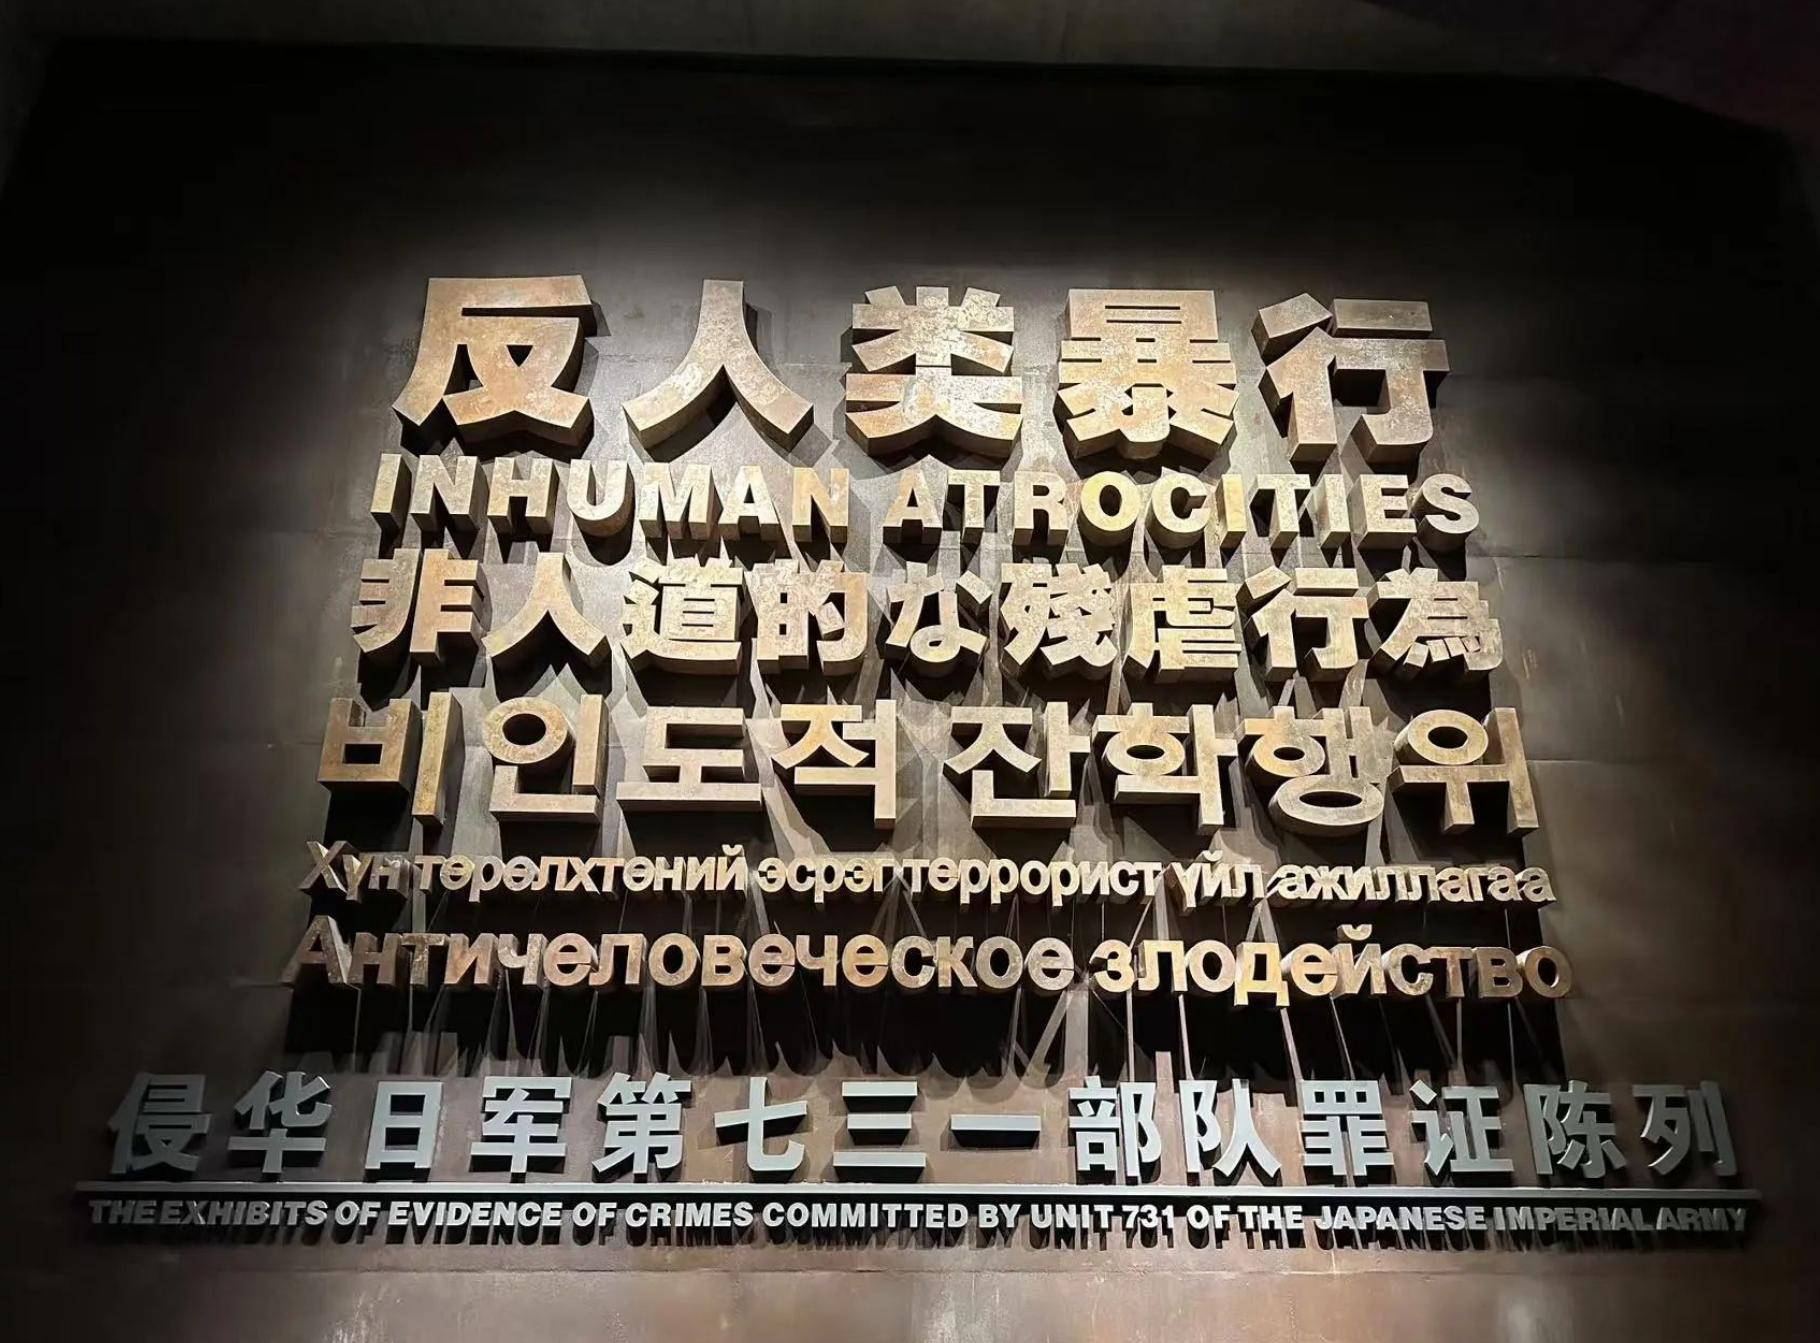 反人类暴行
INHUMAN ATROCITIES
非人道的な殘虐行為
비인도적 잔학행위
Хүн төрөлхтөний эсрэг террорист үйл ажиллагаа
Античеловеческое злодейство
侵华日军第七三一部队罪证陈列
THE EXHIBITS OF EVIDENCE OF CRIMES COMMITTED BY UNIT 731 OF THE JAPANESE IMPERIAL ARMY